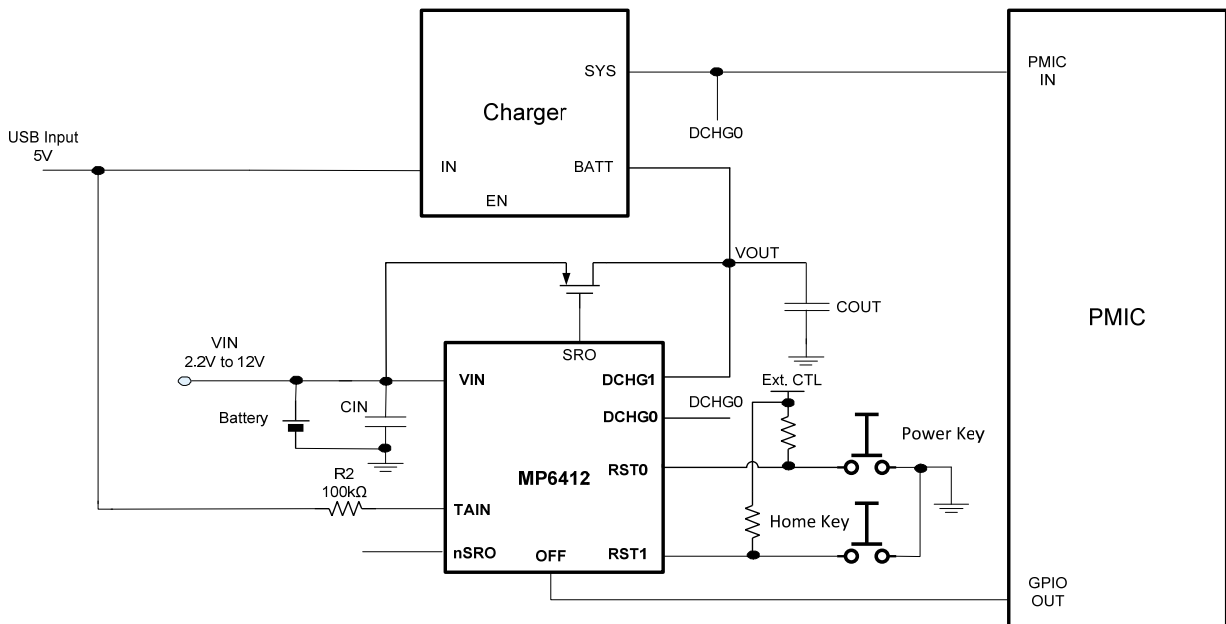 SYS
PMIC
IN
Charger
DCHG0
USB Input
5V
IN
BATT
EN
VOUT
COUT
PMIC
SRO
VIN
2.2V to 12V
VIN
DCHG1
Ext. CTL
CIN
DCHG0
DCHG0
Battery
Power Key
RST0
R2
100kΩ
MP6412
TAIN
Home Key
nSRO
OFF
RST1
GPIO
OUT